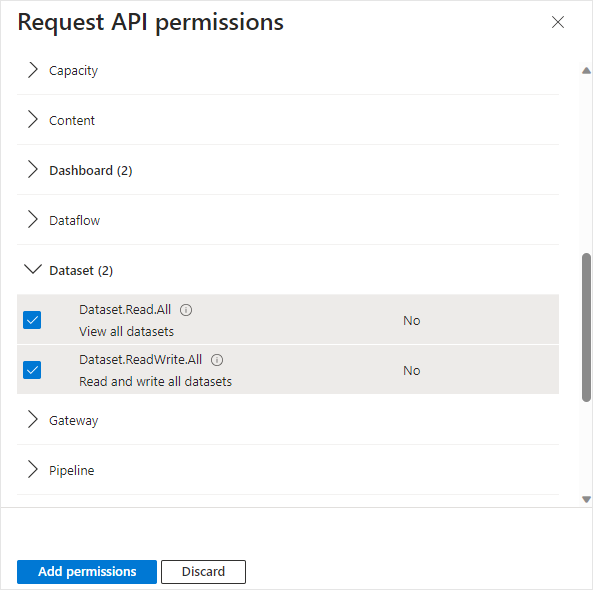 Request API permissions
Capacity
Content
Dashboard (2)
Dataflow
Dataset (2)
Dataset.Read.All
View all datasets
No
Dataset.ReadWrite.All
Read and write all datasets
No
Gateway
Pipeline
Add permissions
Discard